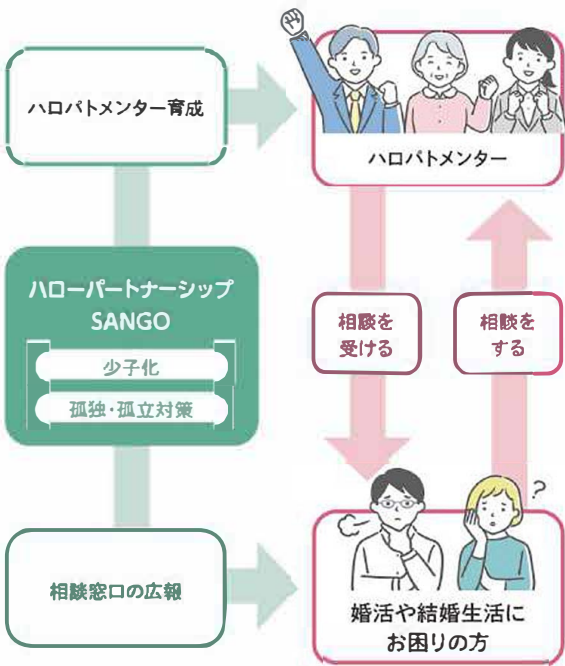 ハロパトメンター育成
ハロパトメンター
ハローパートナーシップ
SANGO
少子化
孤独・孤立対策
相談を
受ける
相談を
する
相談窓口の広報
?
婚活や結婚生活に
お困りの方